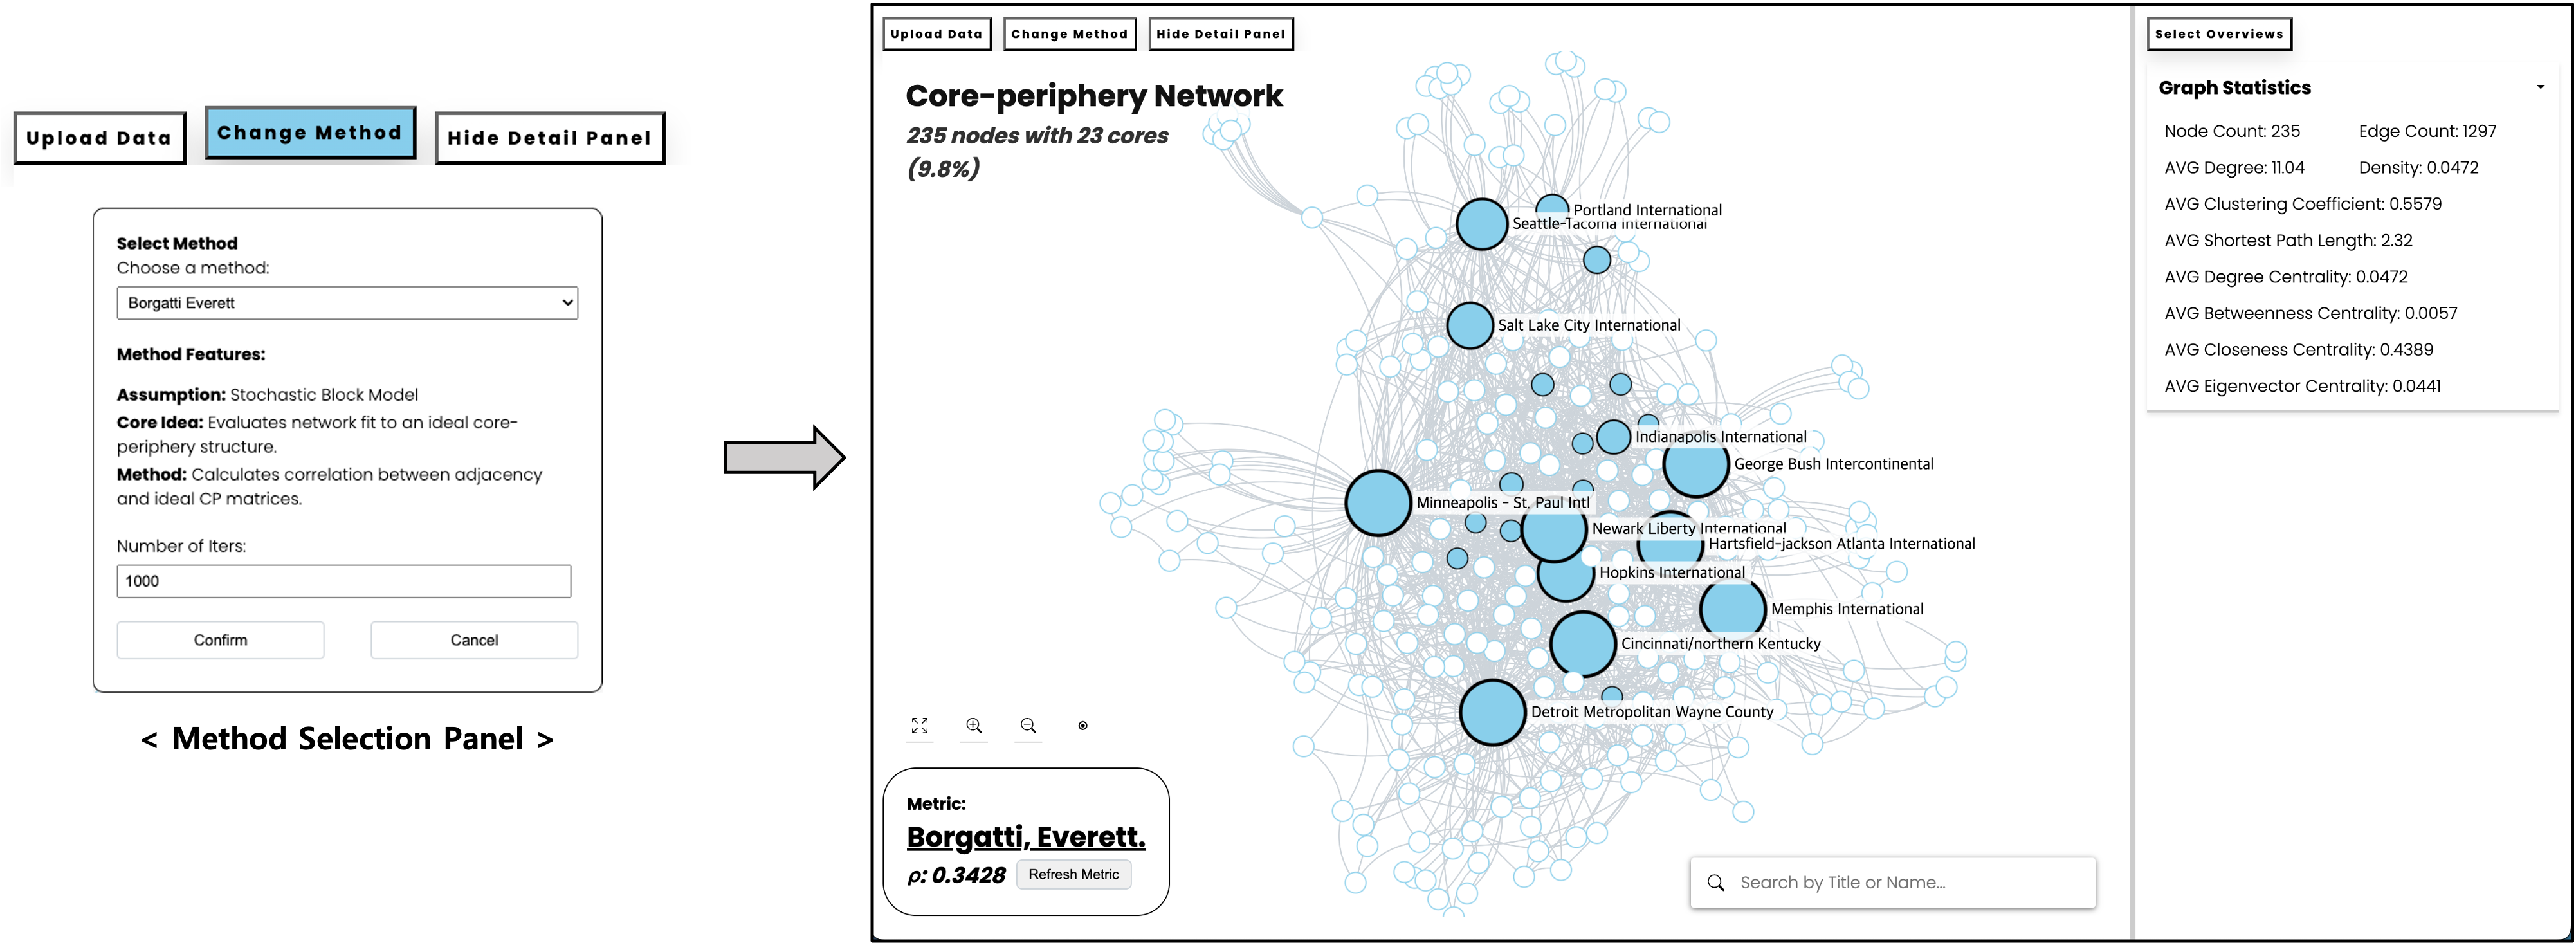 Upload Data
Change Method
Hide Detail Panel
Select Method
Choose a method:
Borgatti Everett
Method Features:
Assumption: Stochastic Block Model
Core Idea: Evaluates network fit to an ideal core-
periphery structure.
Method: Calculates correlation between adjacency
and ideal CP matrices.
Number of Iters:
1000
Confirm
Cancel
< Method Selection Panel >
Upload Data
Change Method
Hide Detail Panel
Core-periphery Network
235 nodes with 23 cores
(9.8%)
Portland International
Seattle-Tacoma International
Salt Lake City International
Indianapolis International
George Bush Intercontinental
Minneapolis - St. Paul Intl
Newark Liberty International
Hartsfield-jackson Atlanta International
Hopkins International
Memphis International
Cincinnati/northern Kentucky
Detroit Metropolitan Wayne County
Metric:
Borgatti, Everett.
ρ: 0.3428
Refresh Metric
Search by Title or Name...
Select Overviews
Graph Statistics
Node Count: 235
Edge Count: 1297
AVG Degree: 11.04
Density: 0.0472
AVG Clustering Coefficient: 0.5579
AVG Shortest Path Length: 2.32
AVG Degree Centrality: 0.0472
AVG Betweenness Centrality: 0.0057
AVG Closeness Centrality: 0.4389
AVG Eigenvector Centrality: 0.0441